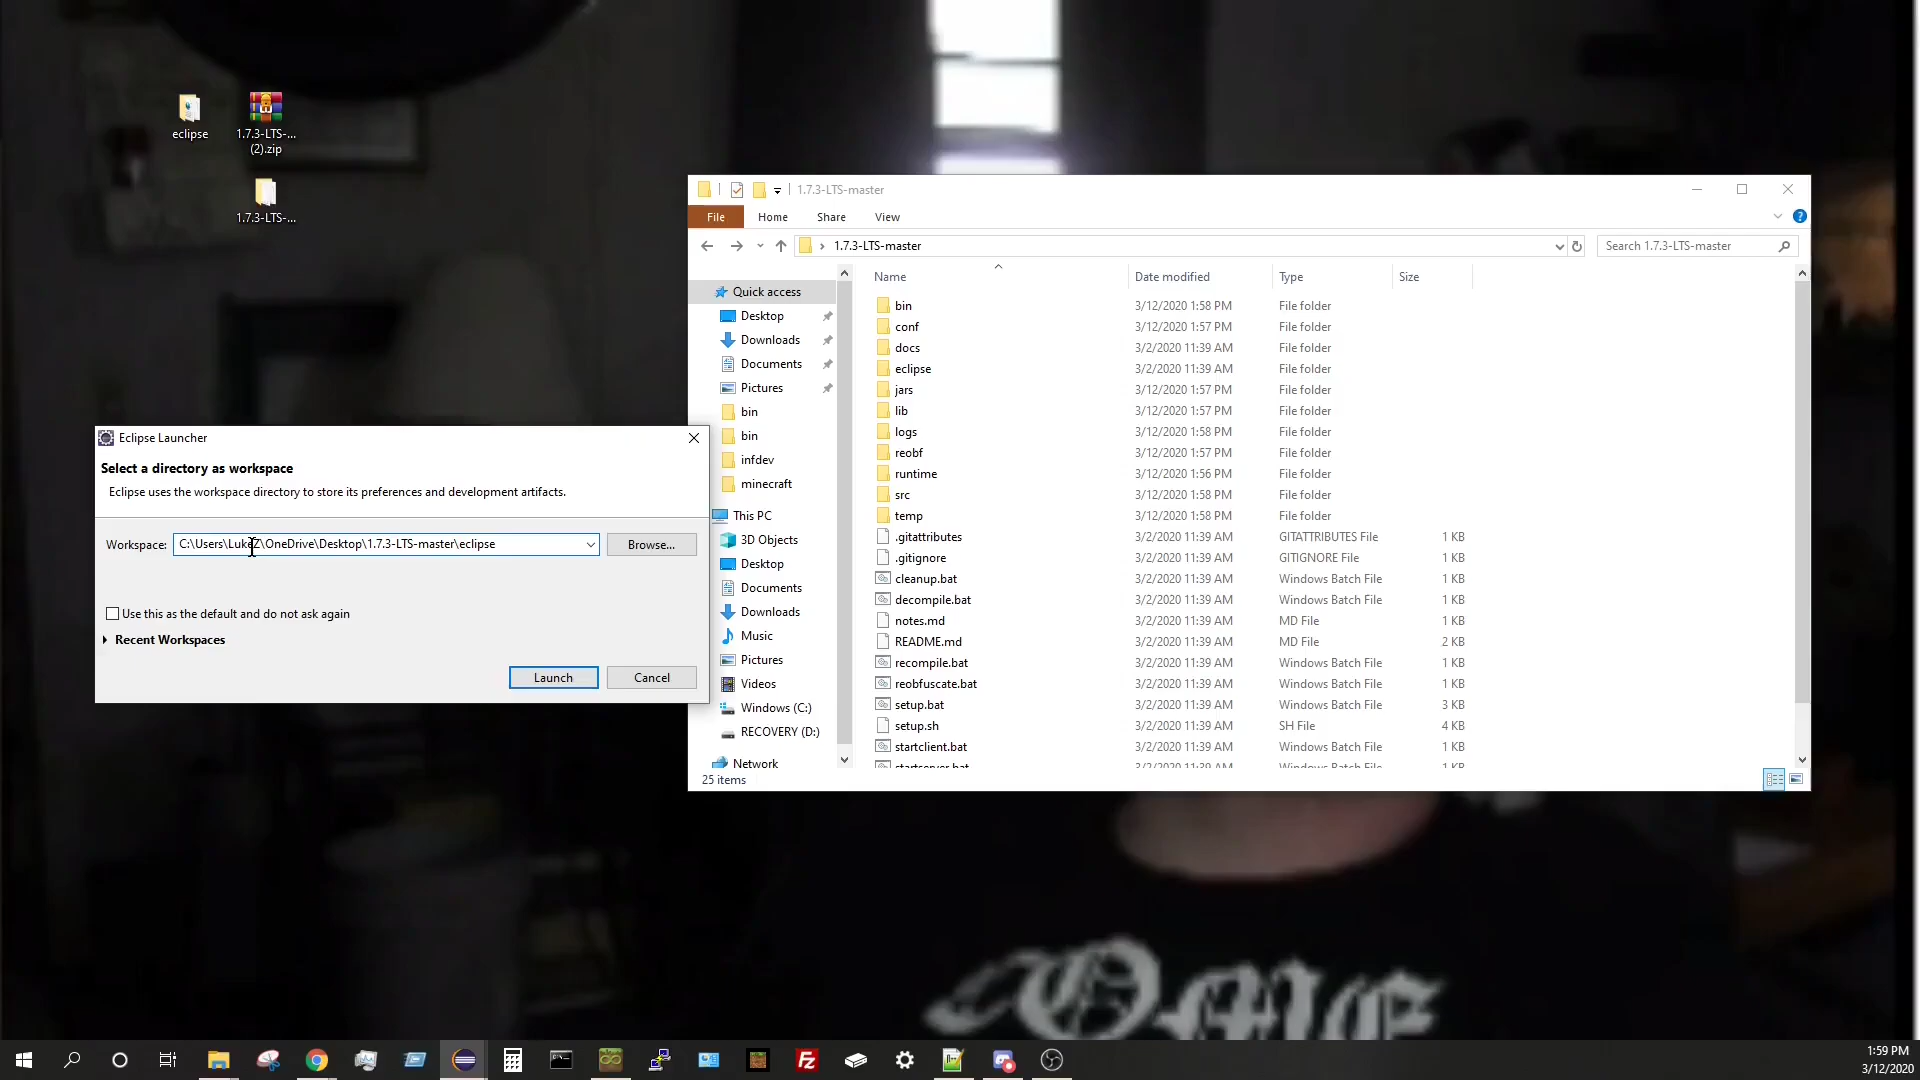 eclipse
1.7.3-LTS-...
(2).zip
1.7.3-LTS-...
1.7.3-LTS-master
File Home Share View
1.7.3-LTS-master
Search 1.7.3-LTS-master
Quick access
Desktop
Downloads
Documents
Pictures
bin
bin
infdev
minecraft
This PC
3D Objects
Desktop
Documents
Downloads
Music
Pictures
Videos
Windows (C:)
RECOVERY (D:)
Network
Name Date modified Type Size
bin 3/12/2020 1:58 PM File folder
conf 3/12/2020 1:57 PM File folder
docs 3/2/2020 11:39 AM File folder
eclipse 3/2/2020 11:39 AM File folder
jars 3/12/2020 1:57 PM File folder
lib 3/12/2020 1:57 PM File folder
logs 3/12/2020 1:58 PM File folder
reobf 3/12/2020 1:57 PM File folder
runtime 3/12/2020 1:56 PM File folder
src 3/12/2020 1:58 PM File folder
temp 3/12/2020 1:58 PM File folder
.gitattributes 3/2/2020 11:39 AM GITATTRIBUTES File 1 KB
.gitignore 3/2/2020 11:39 AM GITIGNORE File 1 KB
cleanup.bat 3/2/2020 11:39 AM Windows Batch File 1 KB
decompile.bat 3/2/2020 11:39 AM Windows Batch File 1 KB
notes.md 3/2/2020 11:39 AM MD File 1 KB
README.md 3/2/2020 11:39 AM MD File 2 KB
recompile.bat 3/2/2020 11:39 AM Windows Batch File 1 KB
reobfuscate.bat 3/2/2020 11:39 AM Windows Batch File 1 KB
setup.bat 3/2/2020 11:39 AM Windows Batch File 3 KB
setup.sh 3/2/2020 11:39 AM SH File 4 KB
startclient.bat 3/2/2020 11:39 AM Windows Batch File 1 KB
startserver.bat 3/2/2020 11:39 AM Windows Batch File 1 KB
25 items
Eclipse Launcher
Select a directory as workspace
Eclipse uses the workspace directory to store its preferences and development artifacts.
Workspace: C:\Users\LukeZ\OneDrive\Desktop\1.7.3-LTS-master\eclipse Browse...
Use this as the default and do not ask again
Recent Workspaces
Launch Cancel
1:59 PM
3/12/2020